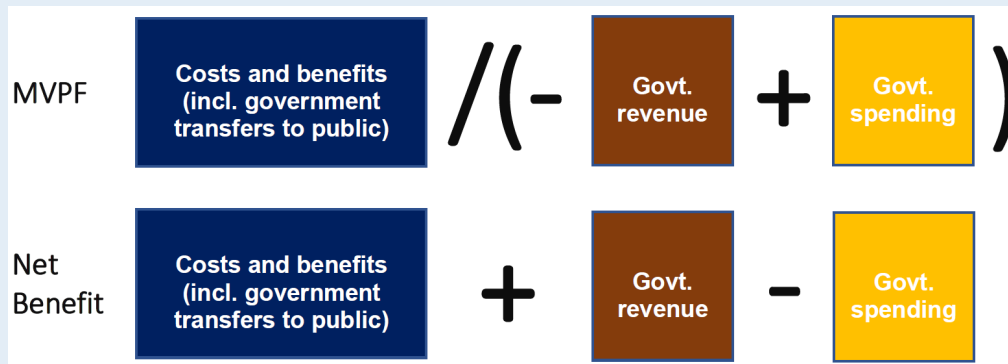 MVPF
Costs and benefits
(incl. government
transfers to public)
/(-
Govt.
revenue
+
Govt.
spending
)
Net
Benefit
Costs and benefits
(incl. government
transfers to public)
+
Govt.
revenue
-
Govt.
spending